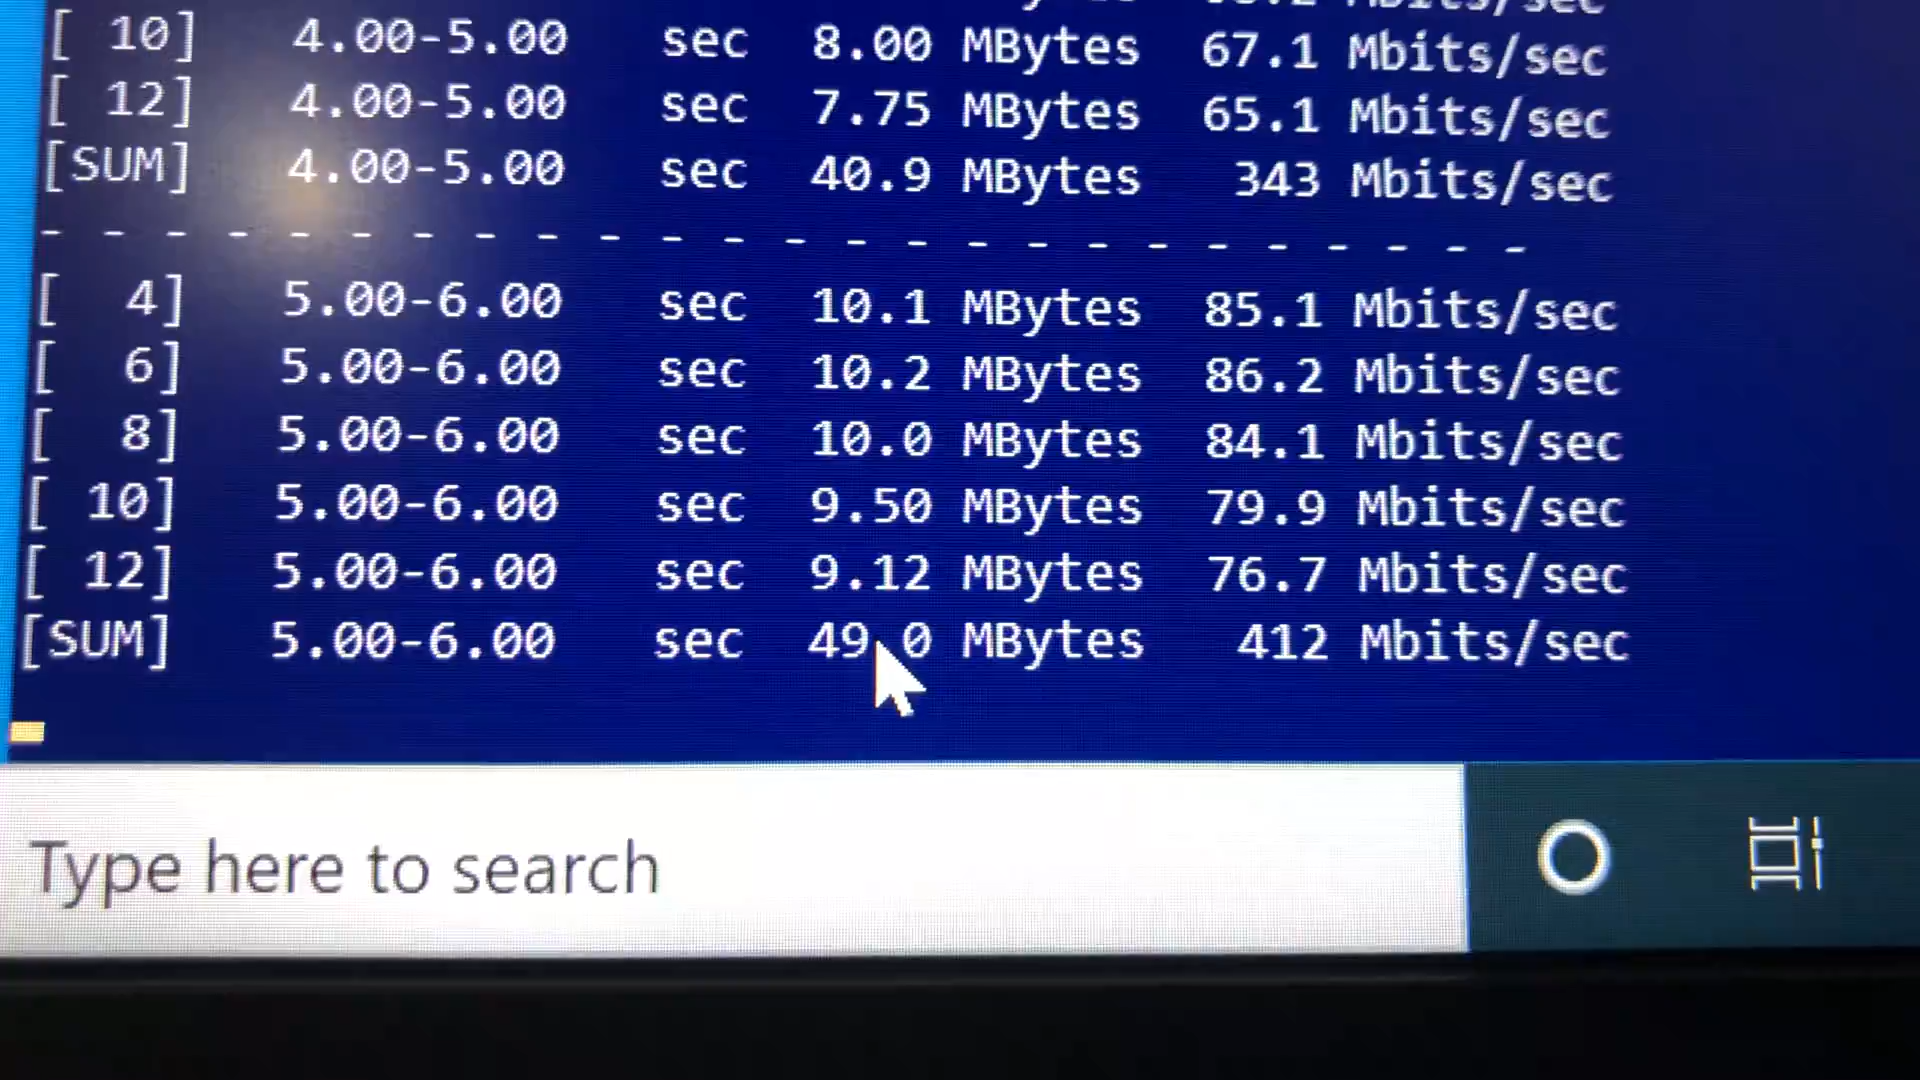 [ 10] 4.00-5.00 sec 8.00 MBytes 67.1 Mbits/sec
[ 12] 4.00-5.00 sec 7.75 MBytes 65.1 Mbits/sec
[SUM] 4.00-5.00 sec 40.9 MBytes 343 Mbits/sec
- - - - - - - - - - - - - - - - - - - - - - - - -
[ 4] 5.00-6.00 sec 10.1 MBytes 85.1 Mbits/sec
[ 6] 5.00-6.00 sec 10.2 MBytes 86.2 Mbits/sec
[ 8] 5.00-6.00 sec 10.0 MBytes 84.1 Mbits/sec
[ 10] 5.00-6.00 sec 9.50 MBytes 79.9 Mbits/sec
[ 12] 5.00-6.00 sec 9.12 MBytes 76.7 Mbits/sec
[SUM] 5.00-6.00 sec 49.0 MBytes 412 Mbits/sec
Type here to search